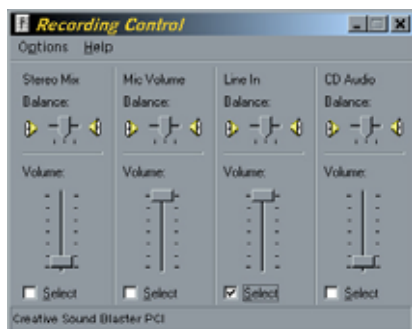 Recording Control
Options Help
Stereo Mix Mic Volume Line In CD Audio
Balance: Balance: Balance: Balance:
Volume: Volume: Volume: Volume:
Select Select Select Select
Creative Sound Blaster PCI